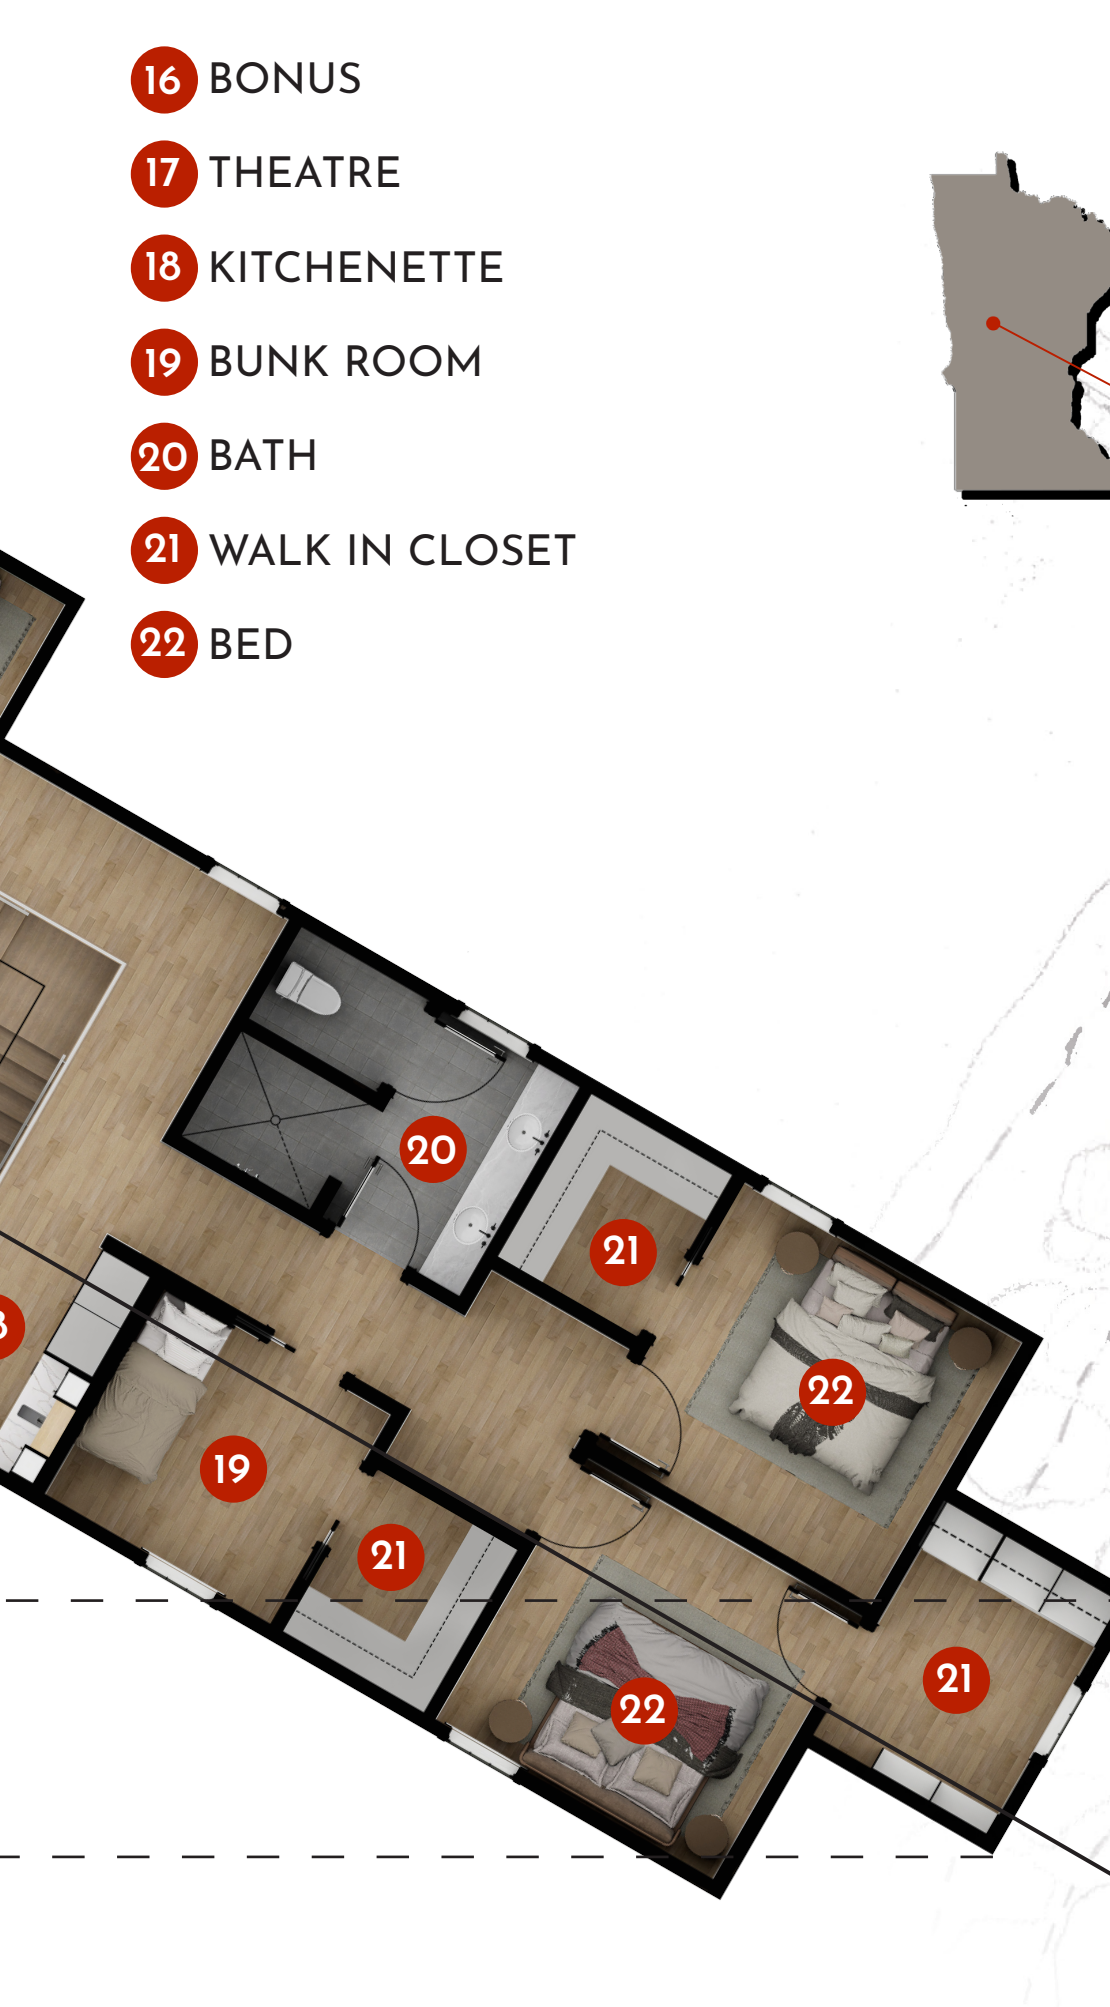 16 BONUS
17 THEATRE
18 KITCHENETTE
19 BUNK ROOM
20 BATH
21 WALK IN CLOSET
22 BED
20
21
22
19
21
21
22